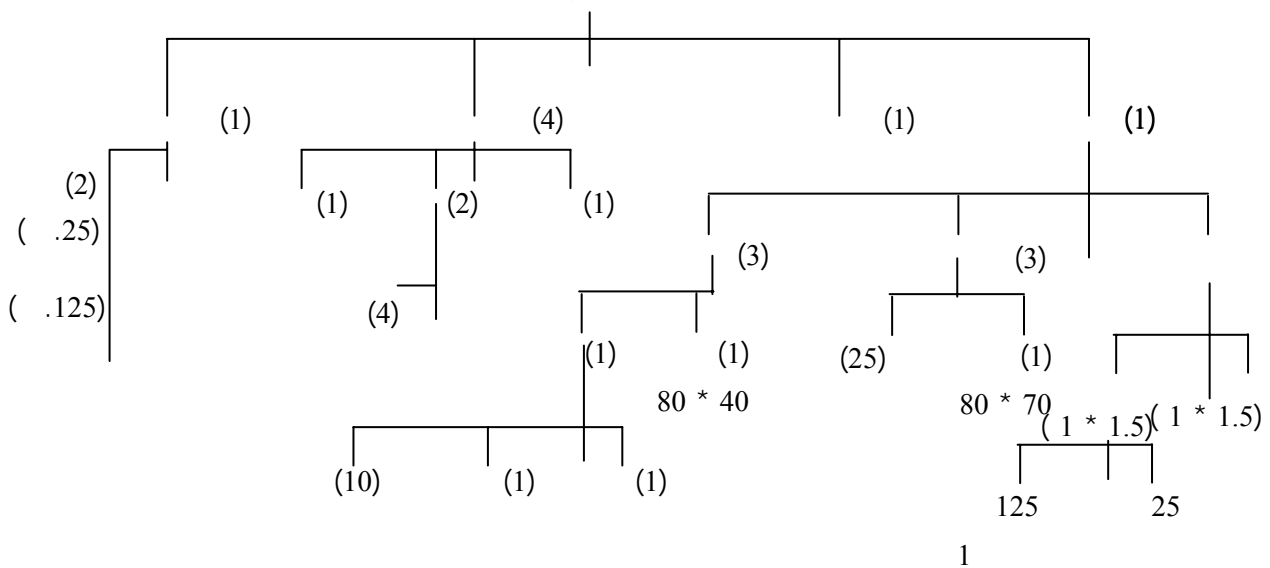 (1) (4) (1) (1)
(2) (1) (2) (1)
( .25) (3) (3)
( .125) (4)
(1) (1) (25) (1)
80 * 40 80 * 70 ( 1 * 1.5) ( 1 * 1.5)
(10) (1) (1)
125 25
1